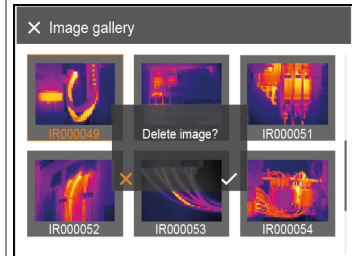 Image gallery
IR000049
Delete image?
IR000051
IR000052
IR000053
IR000054